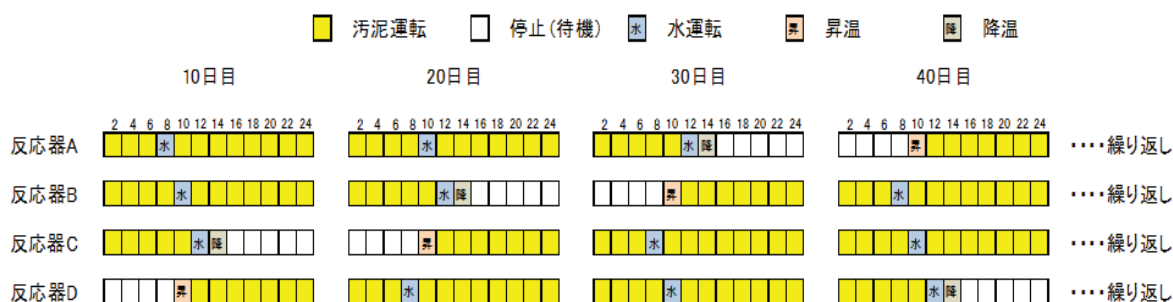 汚泥運転 停止(待機) 水 水運転 昇 昇温 降 降温
10日目 20日目 30日目 40日目
2 4 6 8 10 12 14 16 18 20 22 24 2 4 6 8 10 12 14 16 18 20 22 24 2 4 6 8 10 12 14 16 18 20 22 24 2 4 6 8 10 12 14 16 18 20 22 24
反応器A 水 水 水 降 昇 ････繰り返し
反応器B 水 水 降 昇 水 ････繰り返し
反応器C 水 降 昇 水 水 ････繰り返し
反応器D 昇 水 水 水 降 ････繰り返し